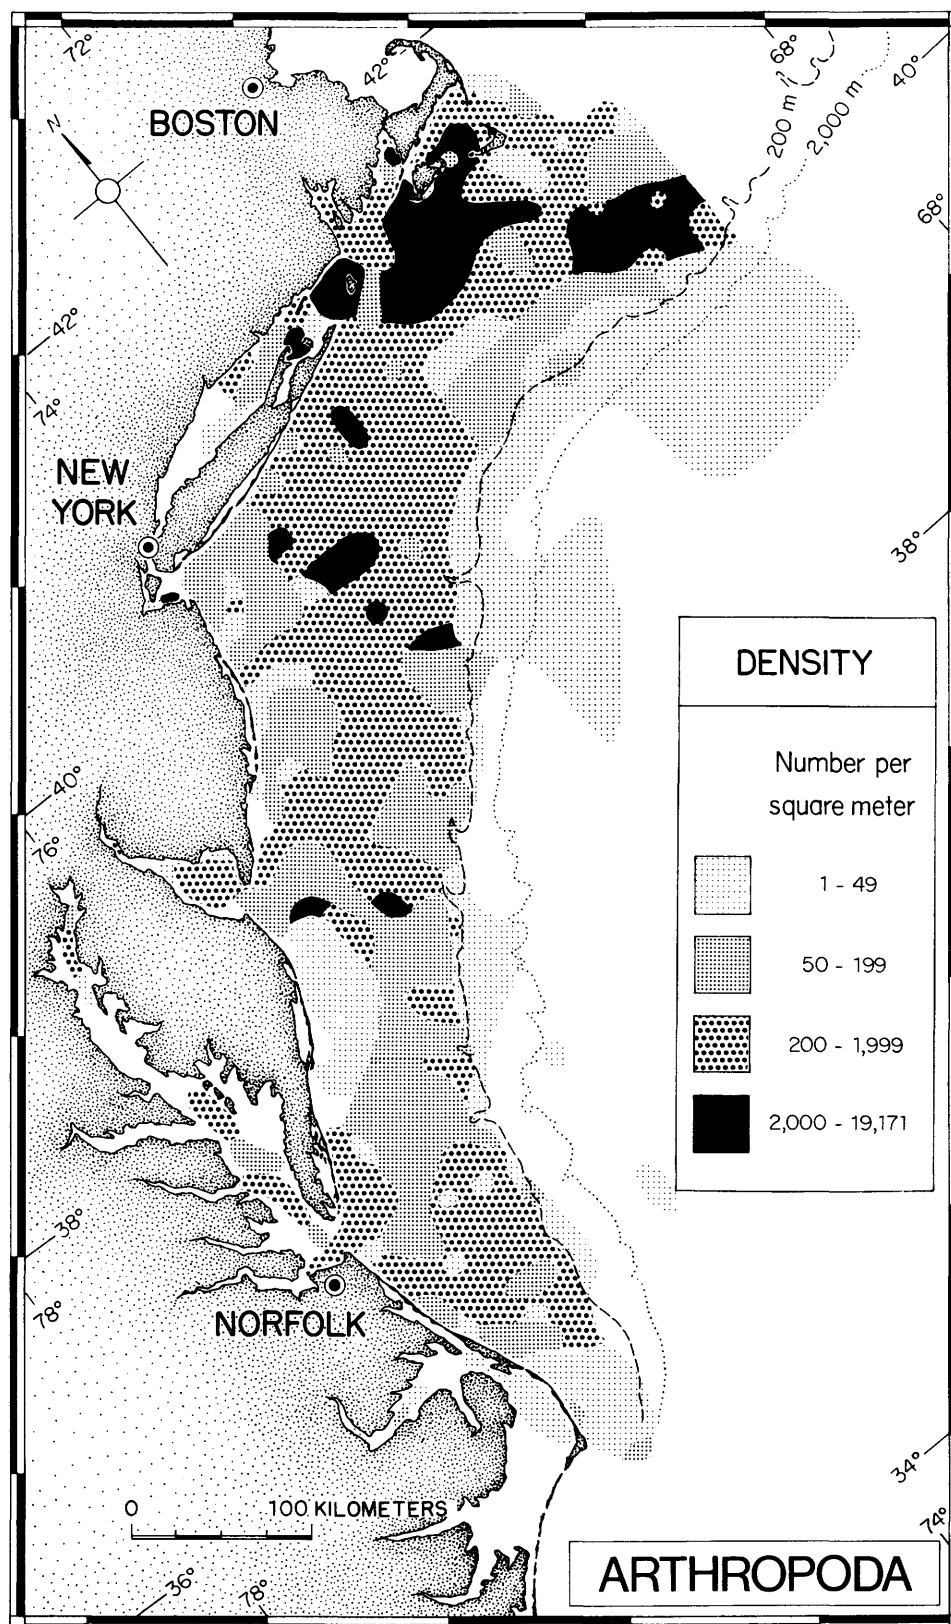 72°
42°
68°
40°
BOSTON
200 m
2,000 m
N
68°
42°
74°
NEW
YORK
38°
DENSITY
Number per
square meter
1 - 49
50 - 199
200 - 1,999
2,000 - 19,171
40°
76°
38°
78°
NORFOLK
34°
0 100 KILOMETERS
74°
ARTHROPODA
36°
78°